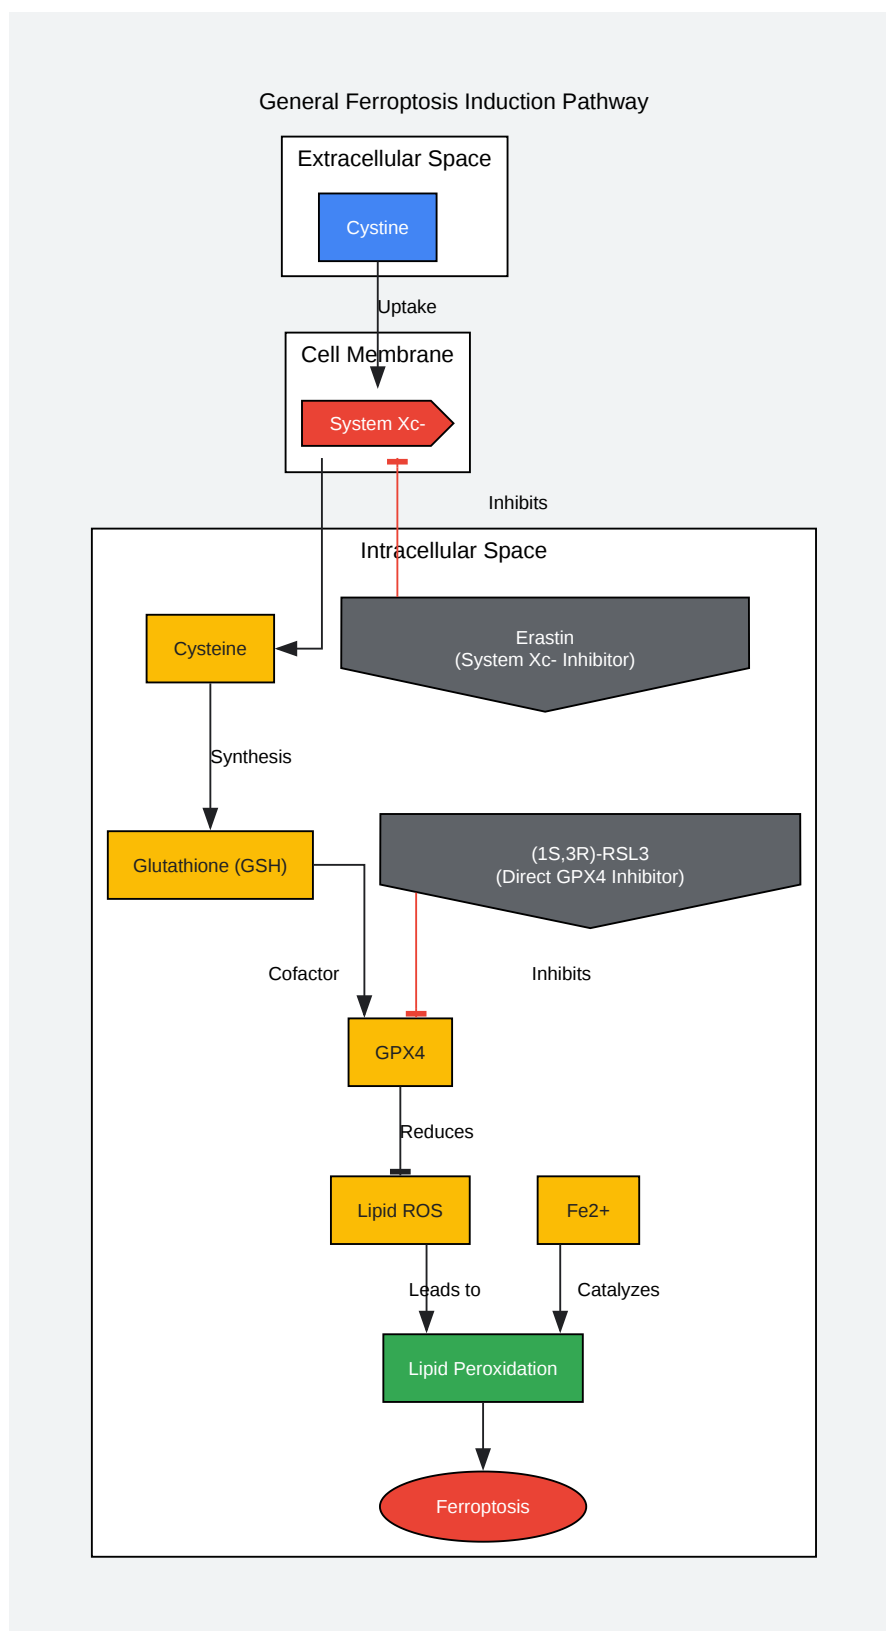 General Ferroptosis Induction Pathway
Extracellular Space
Cystine
Uptake
Cell Membrane
System Xc-
Inhibits
Intracellular Space
Cysteine
Erastin
(System Xc- Inhibitor)
Synthesis
Glutathione (GSH)
(1S,3R)-RSL3
(Direct GPX4 Inhibitor)
Cofactor
Inhibits
GPX4
Reduces
Lipid ROS
Fe2+
Leads to
Catalyzes
Lipid Peroxidation
Ferroptosis